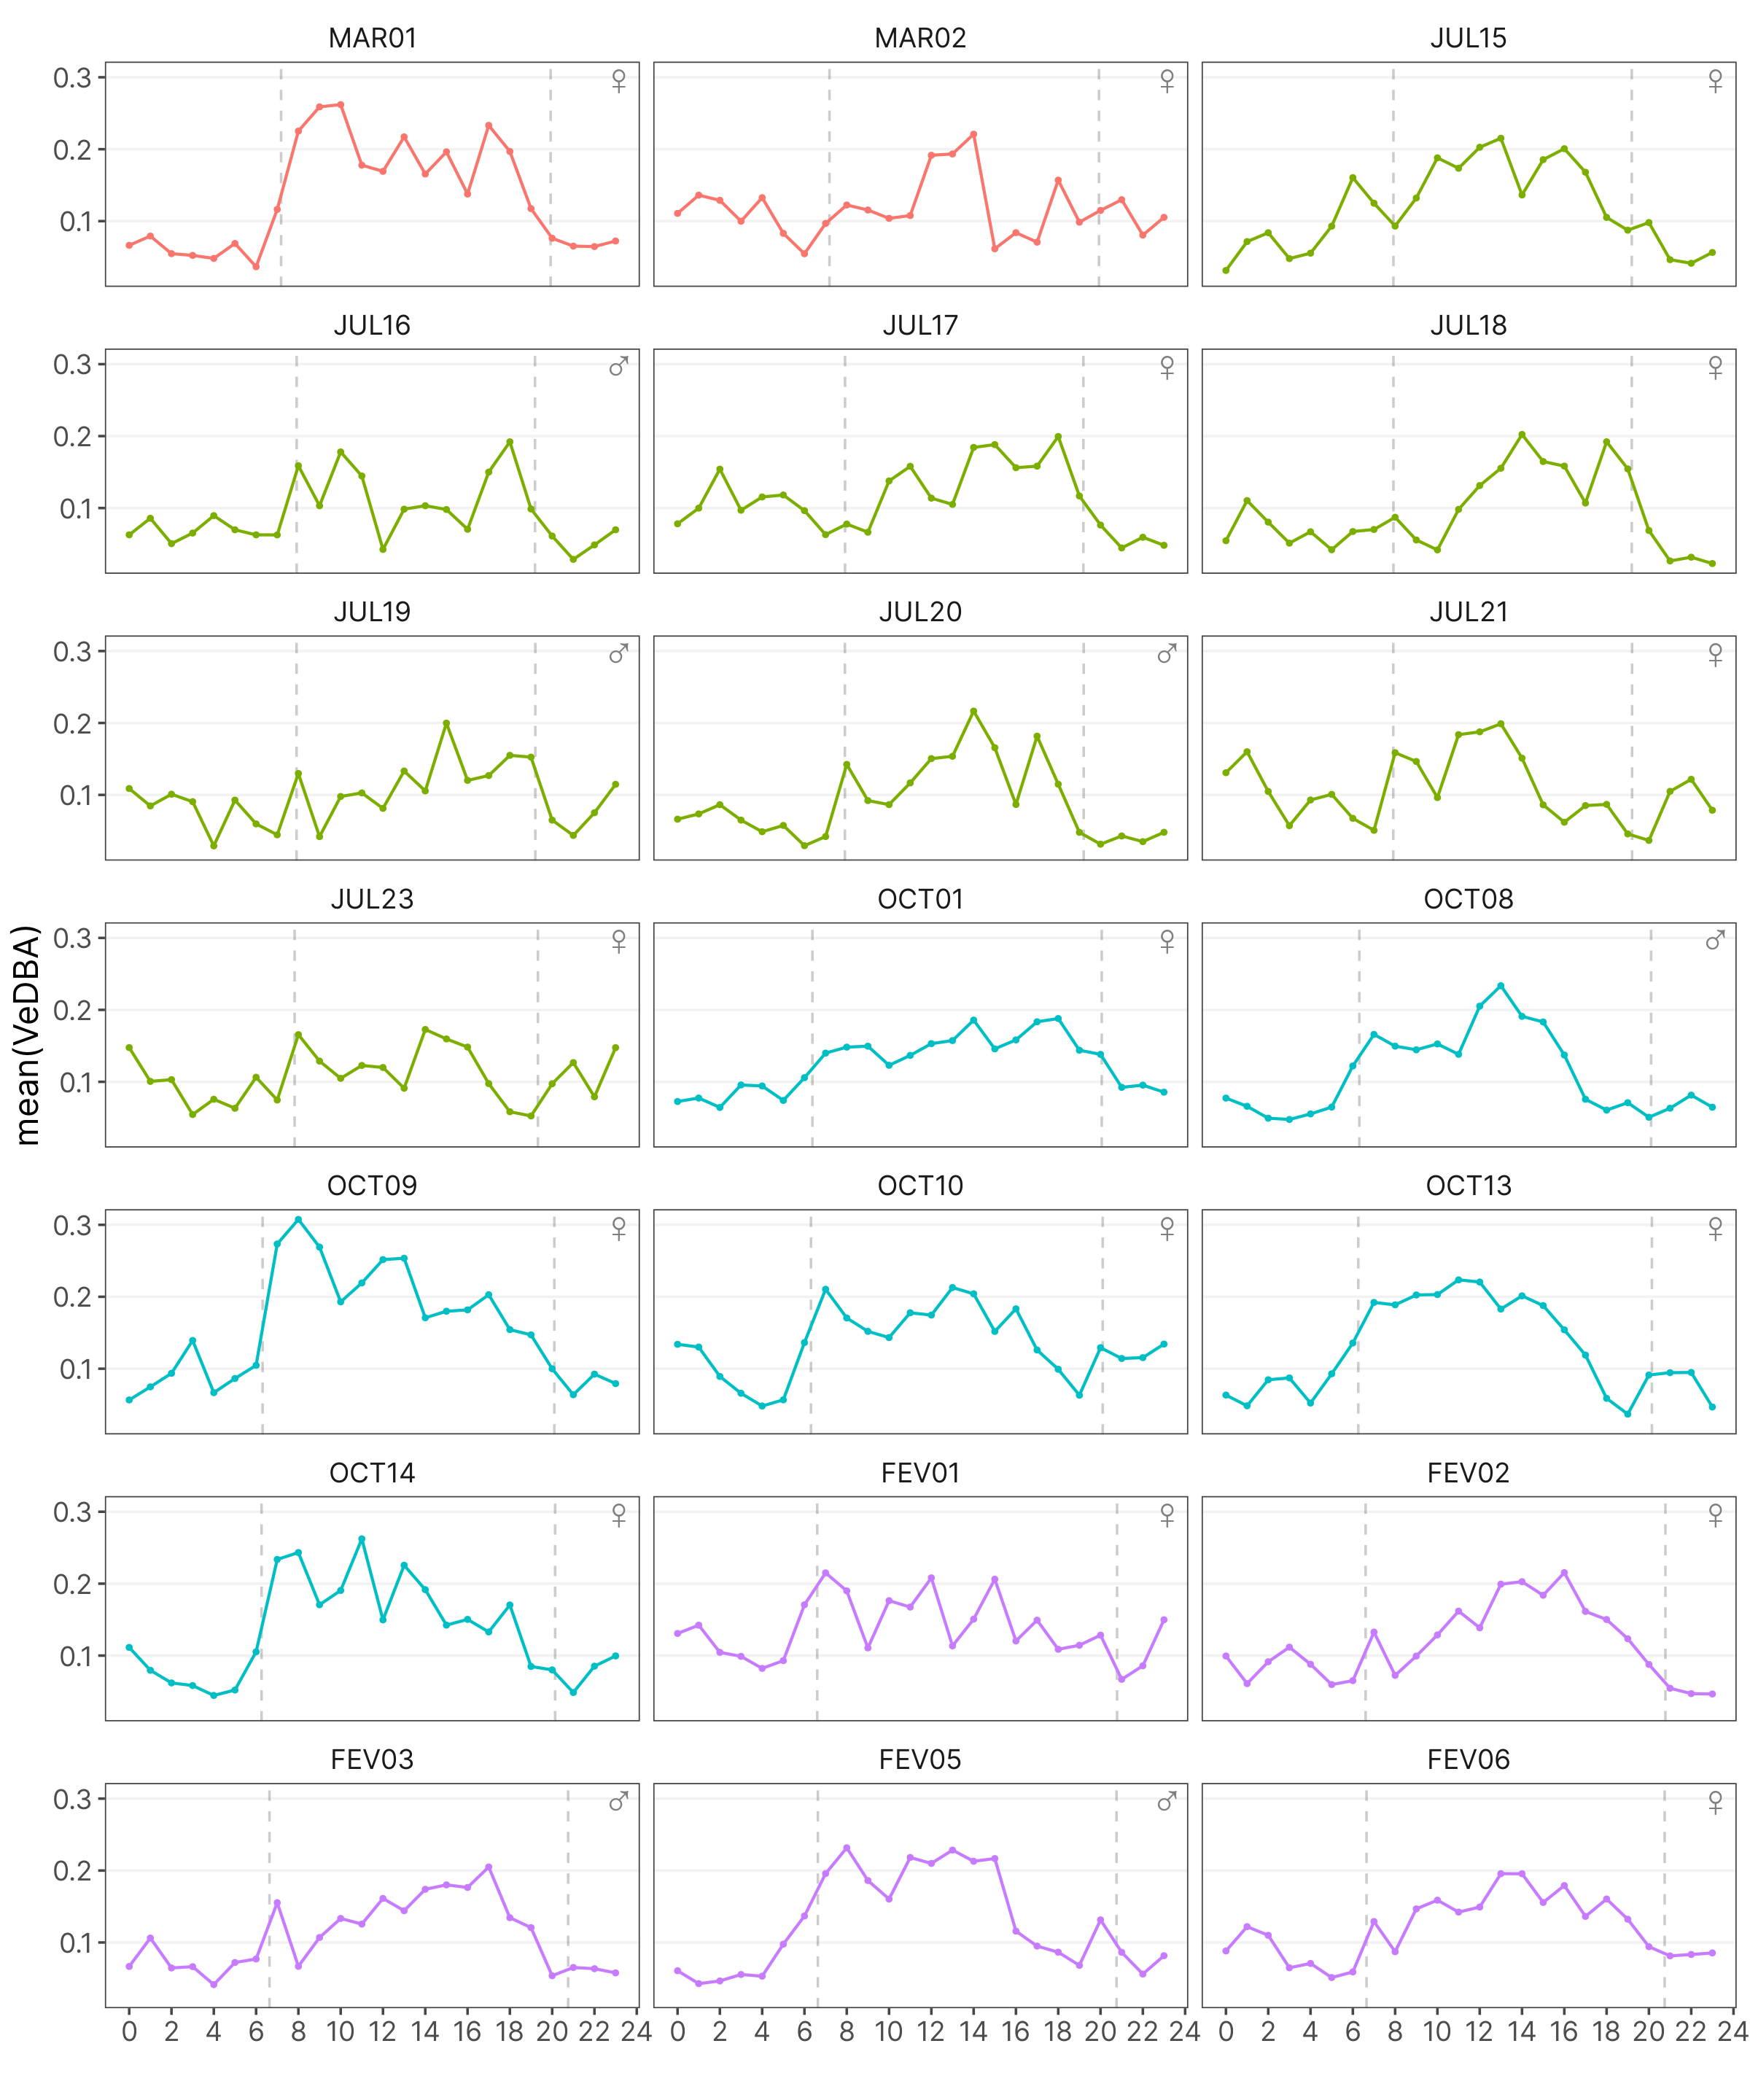 MAR01 MAR02 JUL15
0.3 ♀ ♀ ♀
0.2
0.1
JUL16 JUL17 JUL18
0.3 ♂ ♀ ♀
0.2
0.1
JUL19 JUL20 JUL21
0.3 ♂ ♂ ♀
0.2
0.1
JUL23 OCT01 OCT08
0.3 ♀ ♀ ♂
0.2
0.1
mean(VeDBA)
OCT09 OCT10 OCT13
0.3 ♀ ♀ ♀
0.2
0.1
OCT14 FEV01 FEV02
0.3 ♀ ♀ ♀
0.2
0.1
FEV03 FEV05 FEV06
0.3 ♂ ♂ ♀
0.2
0.1
0 2 4 6 8 10 12 14 16 18 20 22 24 0 2 4 6 8 10 12 14 16 18 20 22 24 0 2 4 6 8 10 12 14 16 18 20 22 24